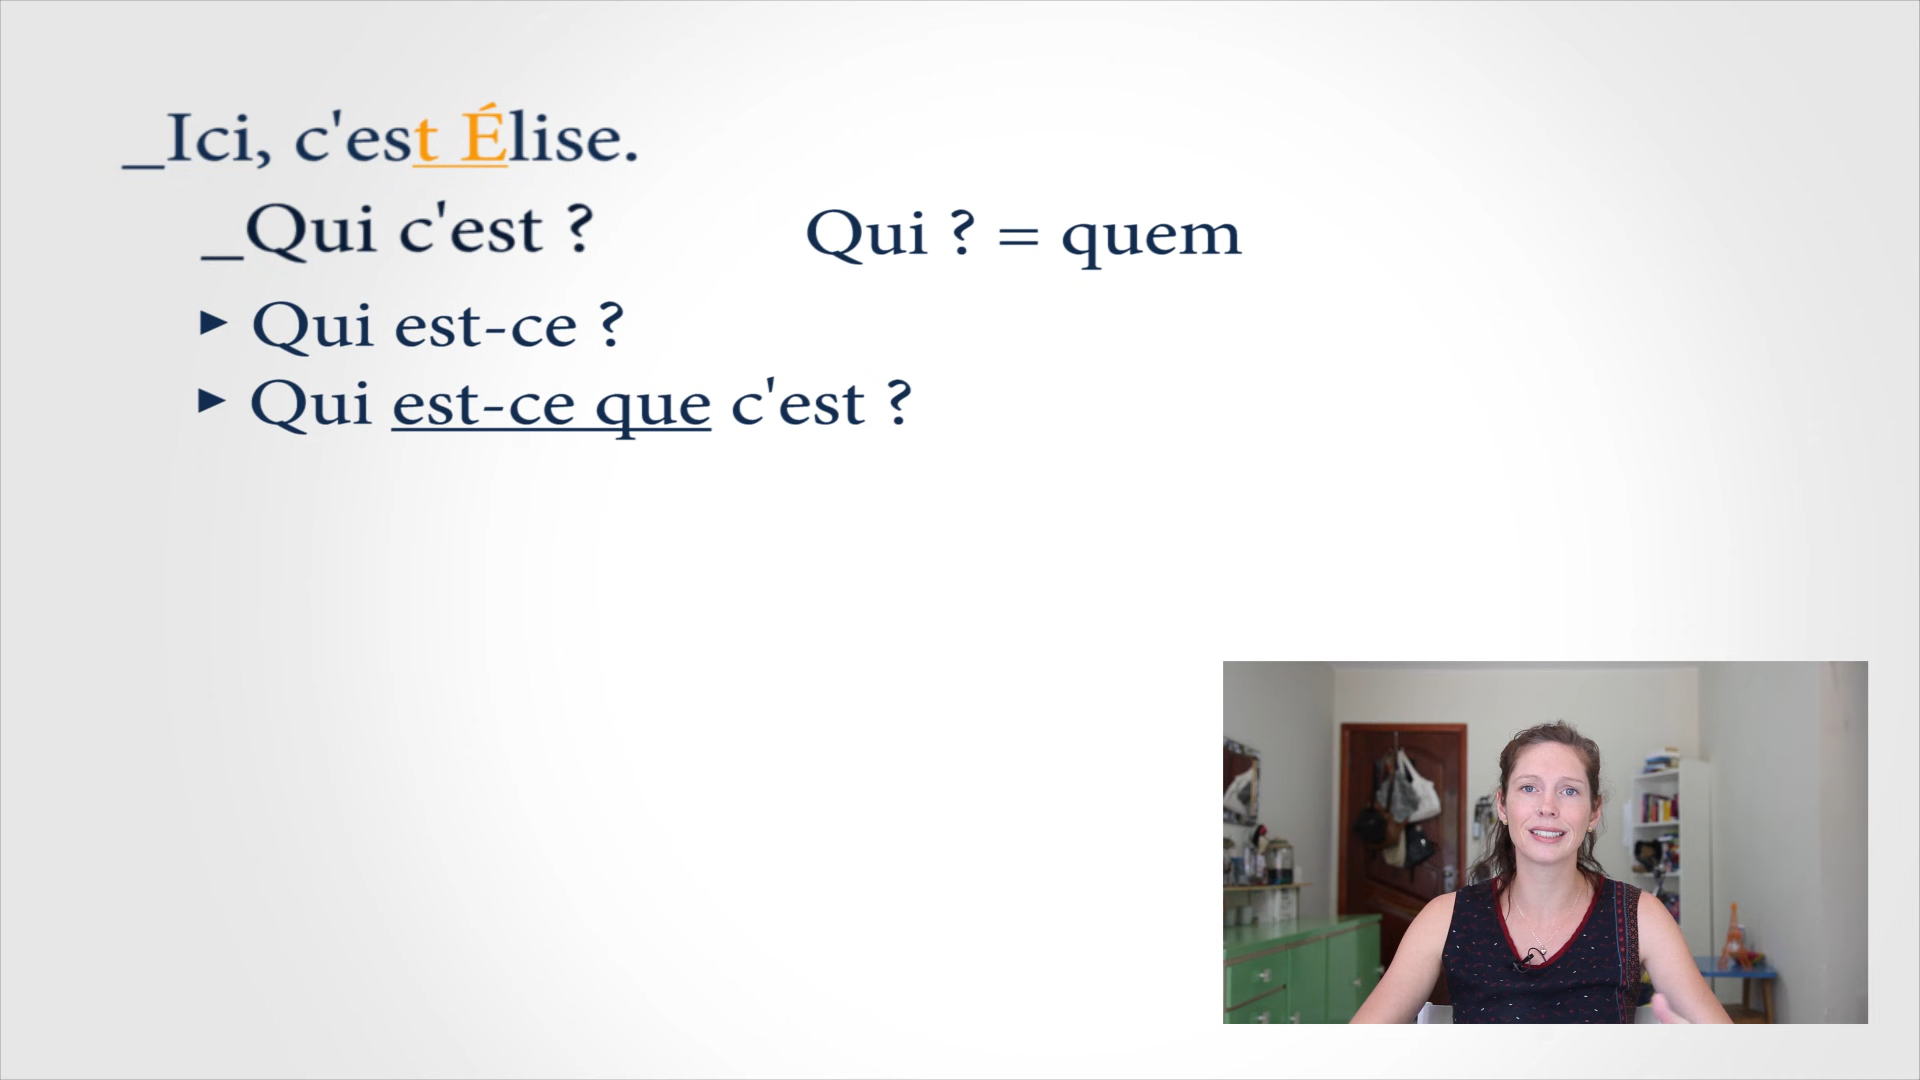 _Ici, c'est Élise.
_Qui c'est ?
Qui ? = quem
▸ Qui est-ce ?
▸ Qui est-ce que c'est ?